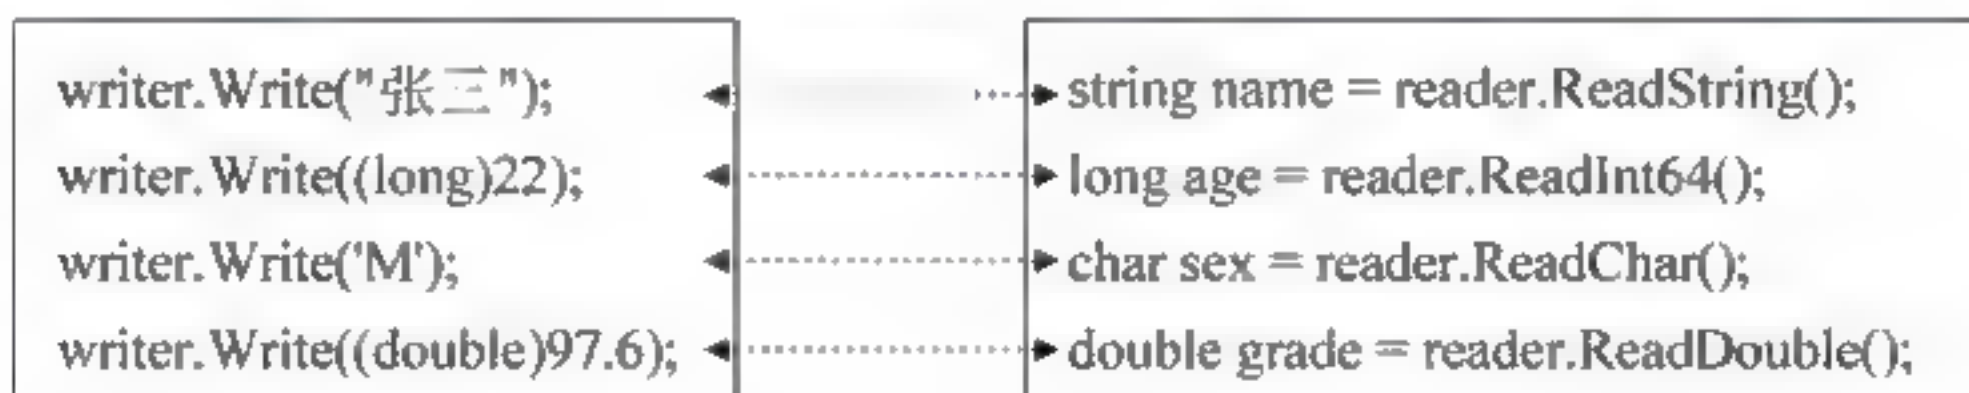 writer.Write("张三");
string name = reader.ReadString();
writer.Write((long)22);
long age = reader.ReadInt64();
writer.Write('M');
char sex = reader.ReadChar();
writer.Write((double)97.6);
double grade = reader.ReadDouble();